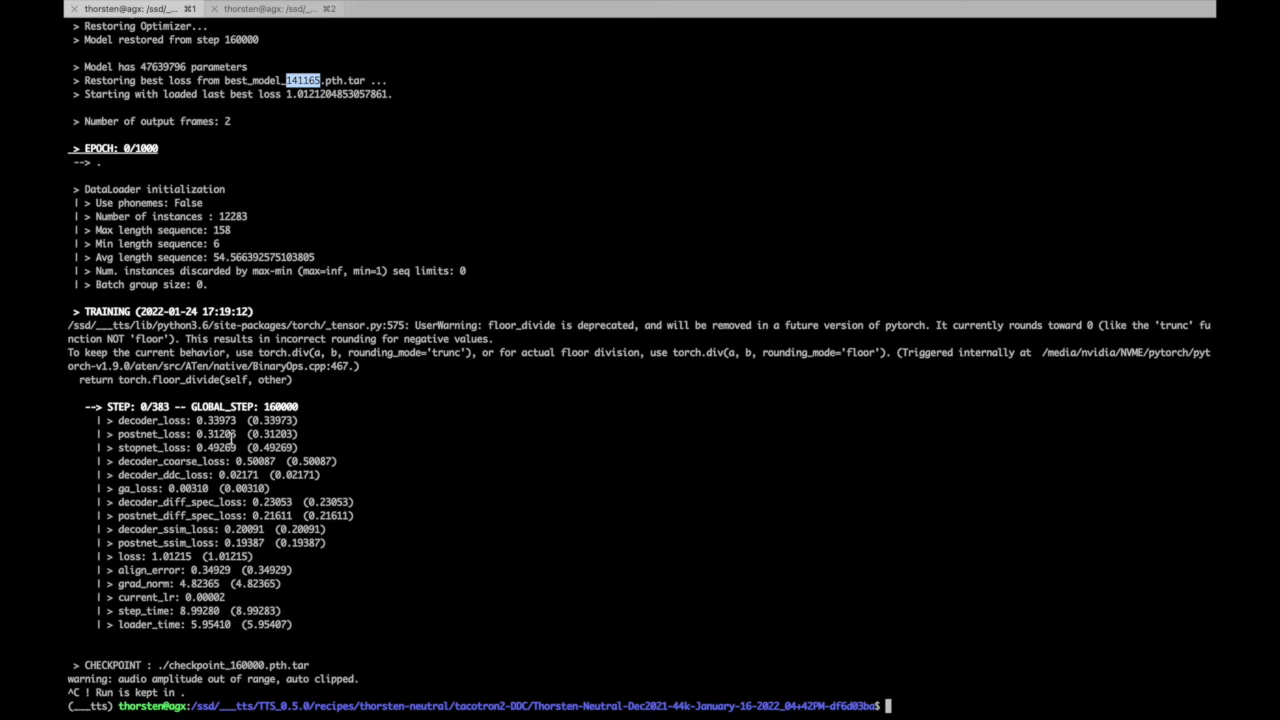 thorsten@agx: /ssd/_... ⌘1
thorsten@agx: /ssd/_... ⌘2
> Restoring Optimizer...
> Model restored from step 160000
> Model has 47639796 parameters
> Restoring best loss from best_model_141165.pth.tar ...
> Starting with loaded last best loss 1.0121204853057861.
> Number of output frames: 2
> EPOCH: 0/1000
--> .
> DataLoader initialization
| > Use phonemes: False
| > Number of instances : 12283
| > Max length sequence: 158
| > Min length sequence: 6
| > Avg length sequence: 54.566392575103805
| > Num. instances discarded by max-min (max=inf, min=1) seq limits: 0
| > Batch group size: 0.
> TRAINING (2022-01-24 17:19:12)
/ssd/___tts/lib/python3.6/site-packages/torch/_tensor.py:575: UserWarning: floor_divide is deprecated, and will be removed in a future version of pytorch. It currently rounds toward 0 (like the 'trunc' fu
nction NOT 'floor'). This results in incorrect rounding for negative values.
To keep the current behavior, use torch.div(a, b, rounding_mode='trunc'), or for actual floor division, use torch.div(a, b, rounding_mode='floor'). (Triggered internally at  /media/nvidia/NVME/pytorch/pyt
orch-v1.9.0/aten/src/ATen/native/BinaryOps.cpp:467.)
return torch.floor_divide(self, other)
--> STEP: 0/383 -- GLOBAL_STEP: 160000
| > decoder_loss: 0.33973  (0.33973)
| > postnet_loss: 0.31203  (0.31203)
| > stopnet_loss: 0.49269  (0.49269)
| > decoder_coarse_loss: 0.50087  (0.50087)
| > decoder_ddc_loss: 0.02171  (0.02171)
| > ga_loss: 0.00310  (0.00310)
| > decoder_diff_spec_loss: 0.23053  (0.23053)
| > postnet_diff_spec_loss: 0.21611  (0.21611)
| > decoder_ssim_loss: 0.20091  (0.20091)
| > postnet_ssim_loss: 0.19387  (0.19387)
| > loss: 1.01215  (1.01215)
| > align_error: 0.34929  (0.34929)
| > grad_norm: 4.82365  (4.82365)
| > current_lr: 0.00002
| > step_time: 8.99280  (8.99283)
| > loader_time: 5.95410  (5.95407)
> CHECKPOINT : ./checkpoint_160000.pth.tar
warning: audio amplitude out of range, auto clipped.
^C ! Run is kept in .
(___tts) thorsten@agx:/ssd/___tts/TTS_0.5.0/recipes/thorsten-neutral/tacotron2-DDC/Thorsten-Neutral-Dec2021-44k-January-16-2022_04+42PM-df6d03ba$